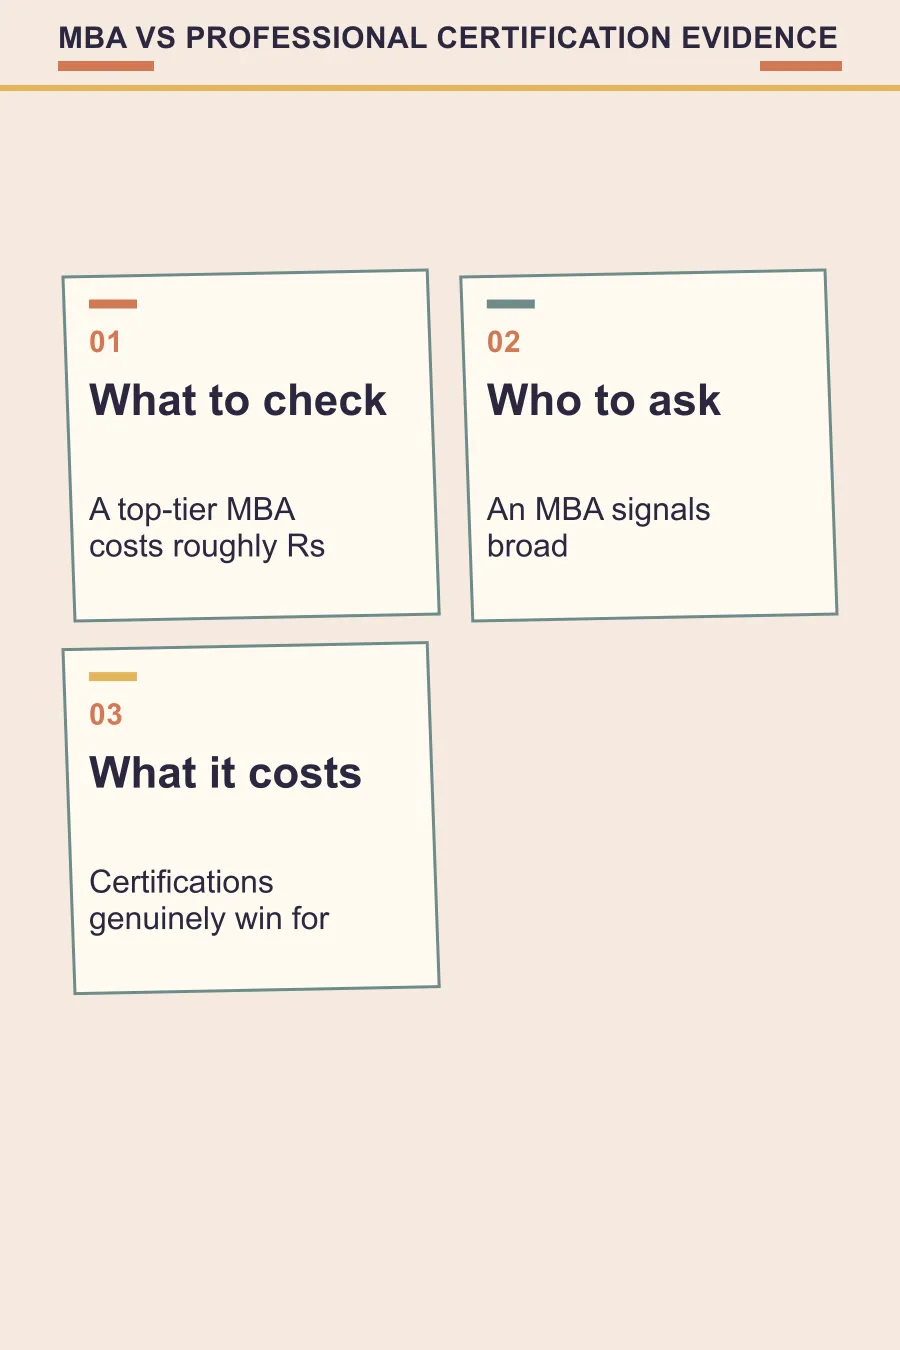 MBA VS PROFESSIONAL CERTIFICATION EVIDENCE
01
What to check
A top-tier MBA
costs roughly Rs
02
Who to ask
An MBA signals
broad
03
What it costs
Certifications
genuinely win for